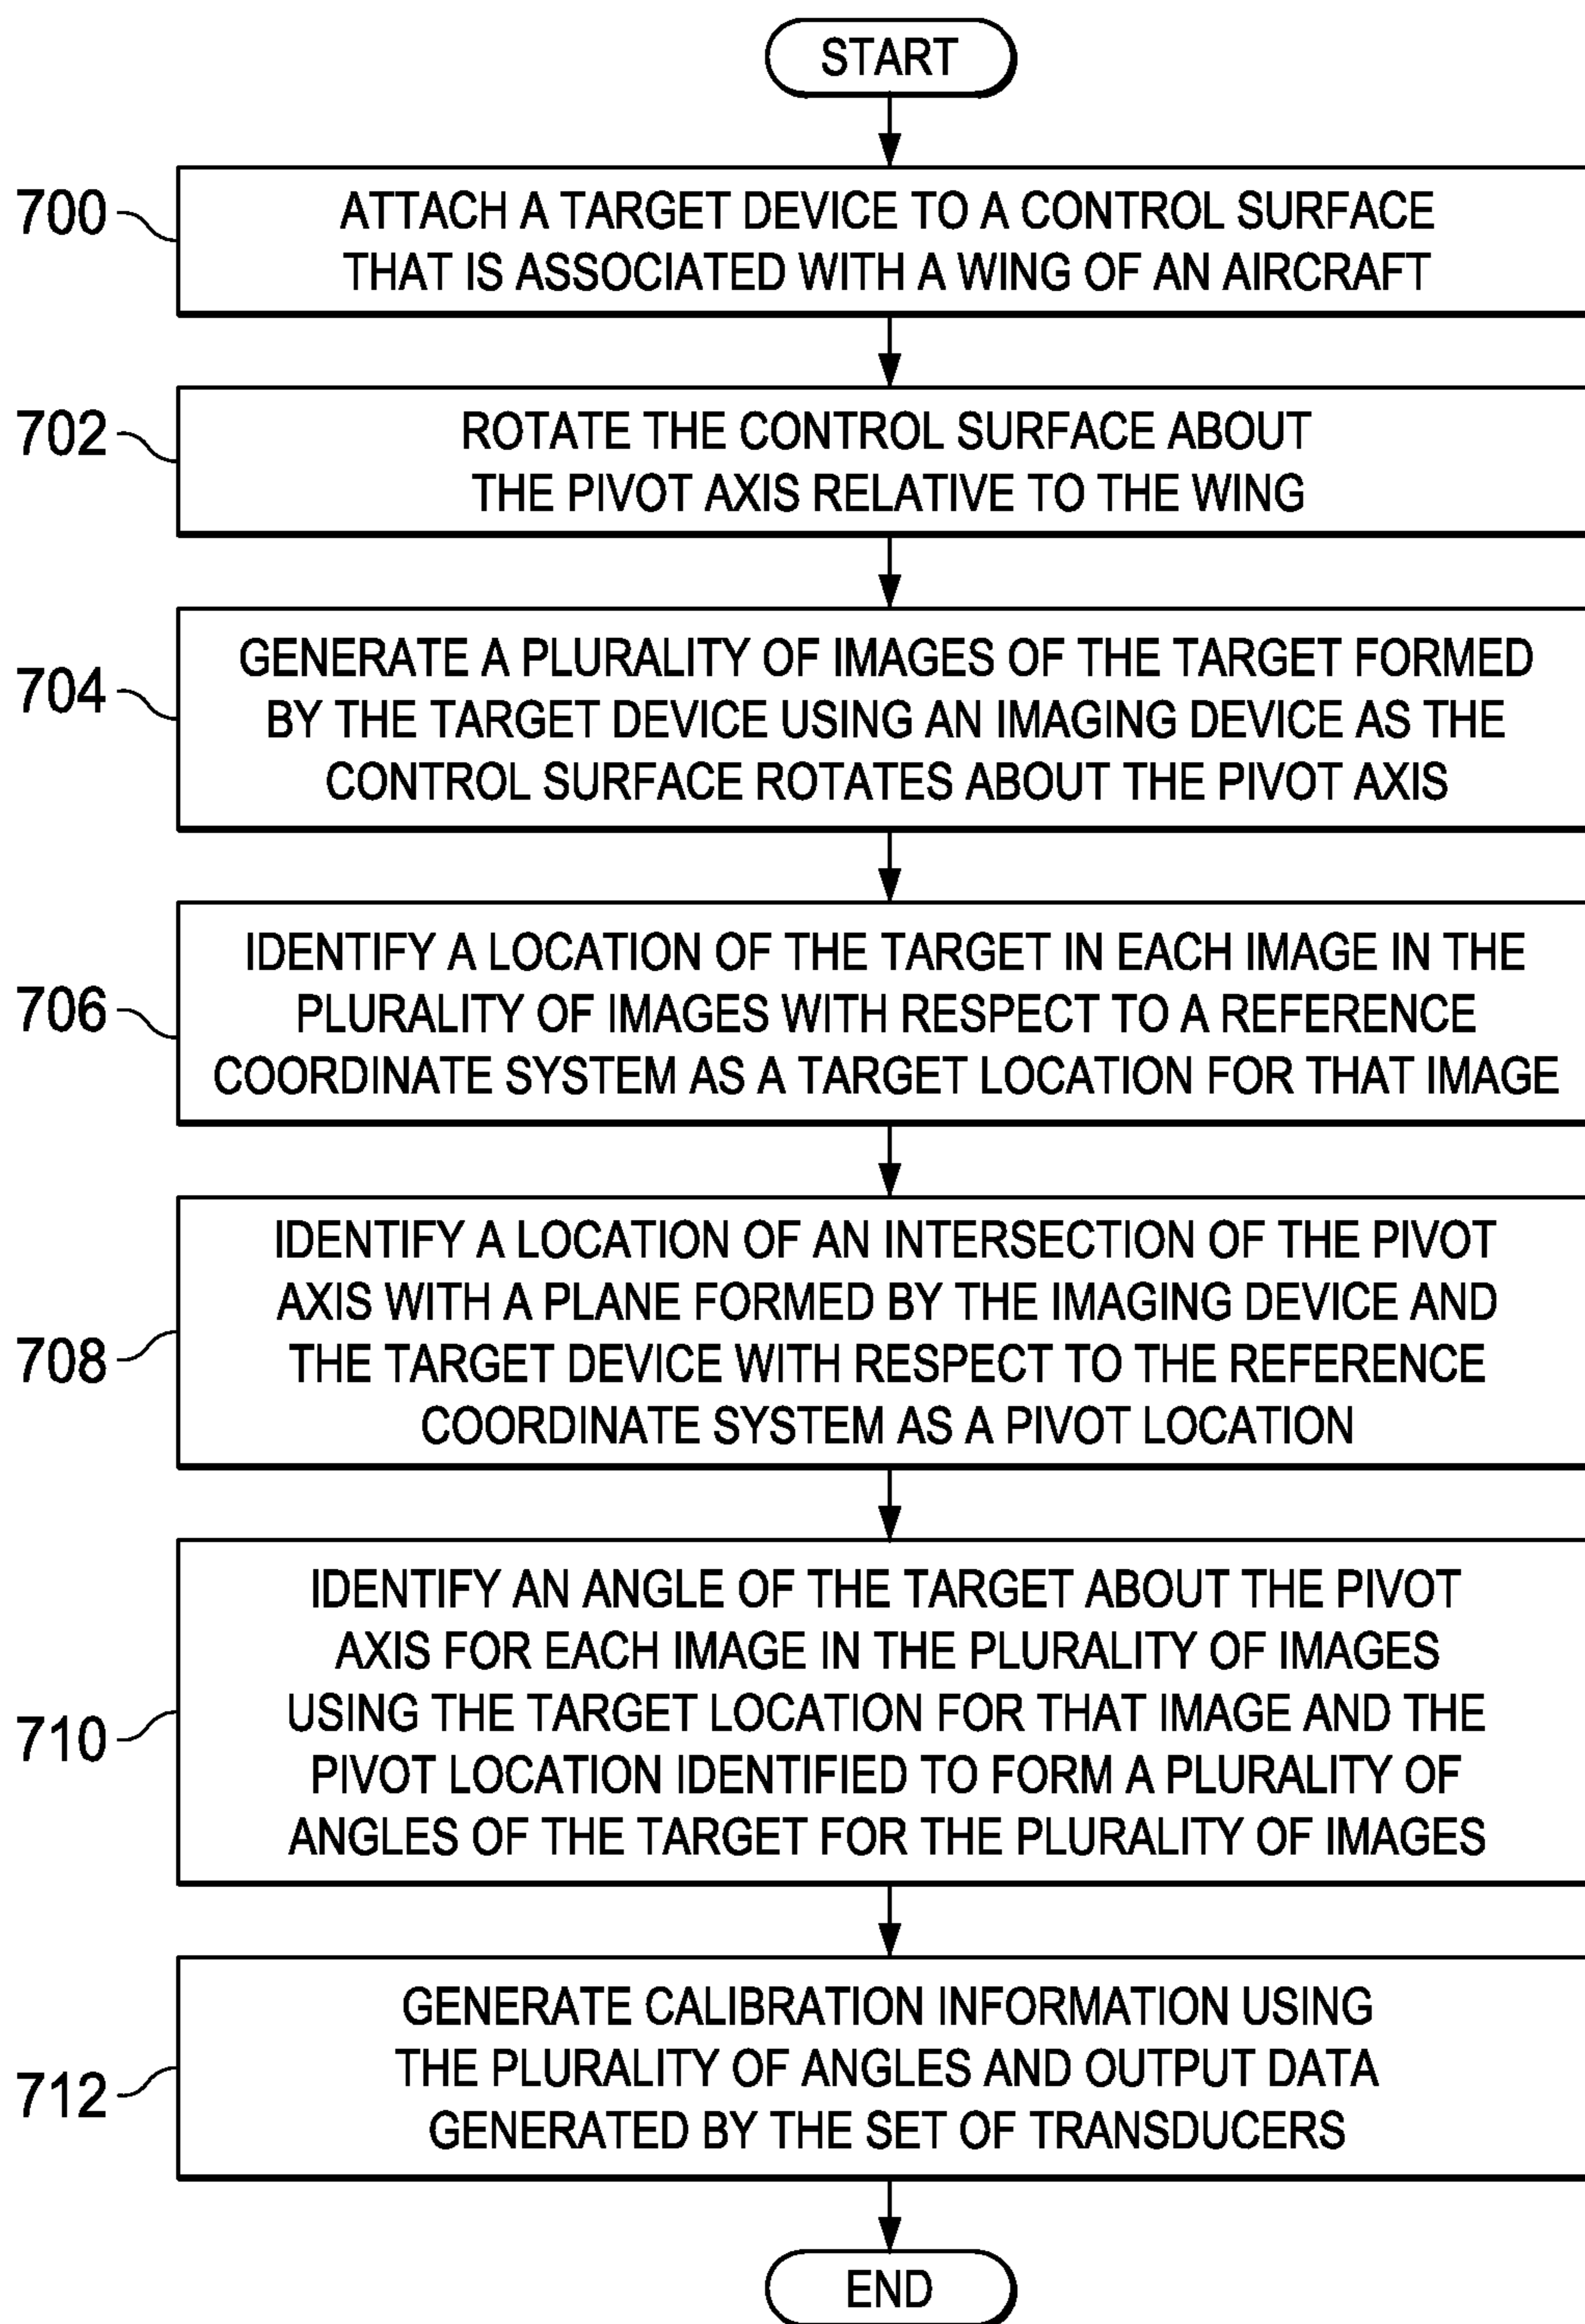 START
700
ATTACH A TARGET DEVICE TO A CONTROL SURFACE
THAT IS ASSOCIATED WITH A WING OF AN AIRCRAFT
702
ROTATE THE CONTROL SURFACE ABOUT
THE PIVOT AXIS RELATIVE TO THE WING
704
GENERATE A PLURALITY OF IMAGES OF THE TARGET FORMED
BY THE TARGET DEVICE USING AN IMAGING DEVICE AS THE
CONTROL SURFACE ROTATES ABOUT THE PIVOT AXIS
706
IDENTIFY A LOCATION OF THE TARGET IN EACH IMAGE IN THE
PLURALITY OF IMAGES WITH RESPECT TO A REFERENCE
COORDINATE SYSTEM AS A TARGET LOCATION FOR THAT IMAGE
708
IDENTIFY A LOCATION OF AN INTERSECTION OF THE PIVOT
AXIS WITH A PLANE FORMED BY THE IMAGING DEVICE AND
THE TARGET DEVICE WITH RESPECT TO THE REFERENCE
COORDINATE SYSTEM AS A PIVOT LOCATION
710
IDENTIFY AN ANGLE OF THE TARGET ABOUT THE PIVOT
AXIS FOR EACH IMAGE IN THE PLURALITY OF IMAGES
USING THE TARGET LOCATION FOR THAT IMAGE AND THE
PIVOT LOCATION IDENTIFIED TO FORM A PLURALITY OF
ANGLES OF THE TARGET FOR THE PLURALITY OF IMAGES
712
GENERATE CALIBRATION INFORMATION USING
THE PLURALITY OF ANGLES AND OUTPUT DATA
GENERATED BY THE SET OF TRANSDUCERS
END